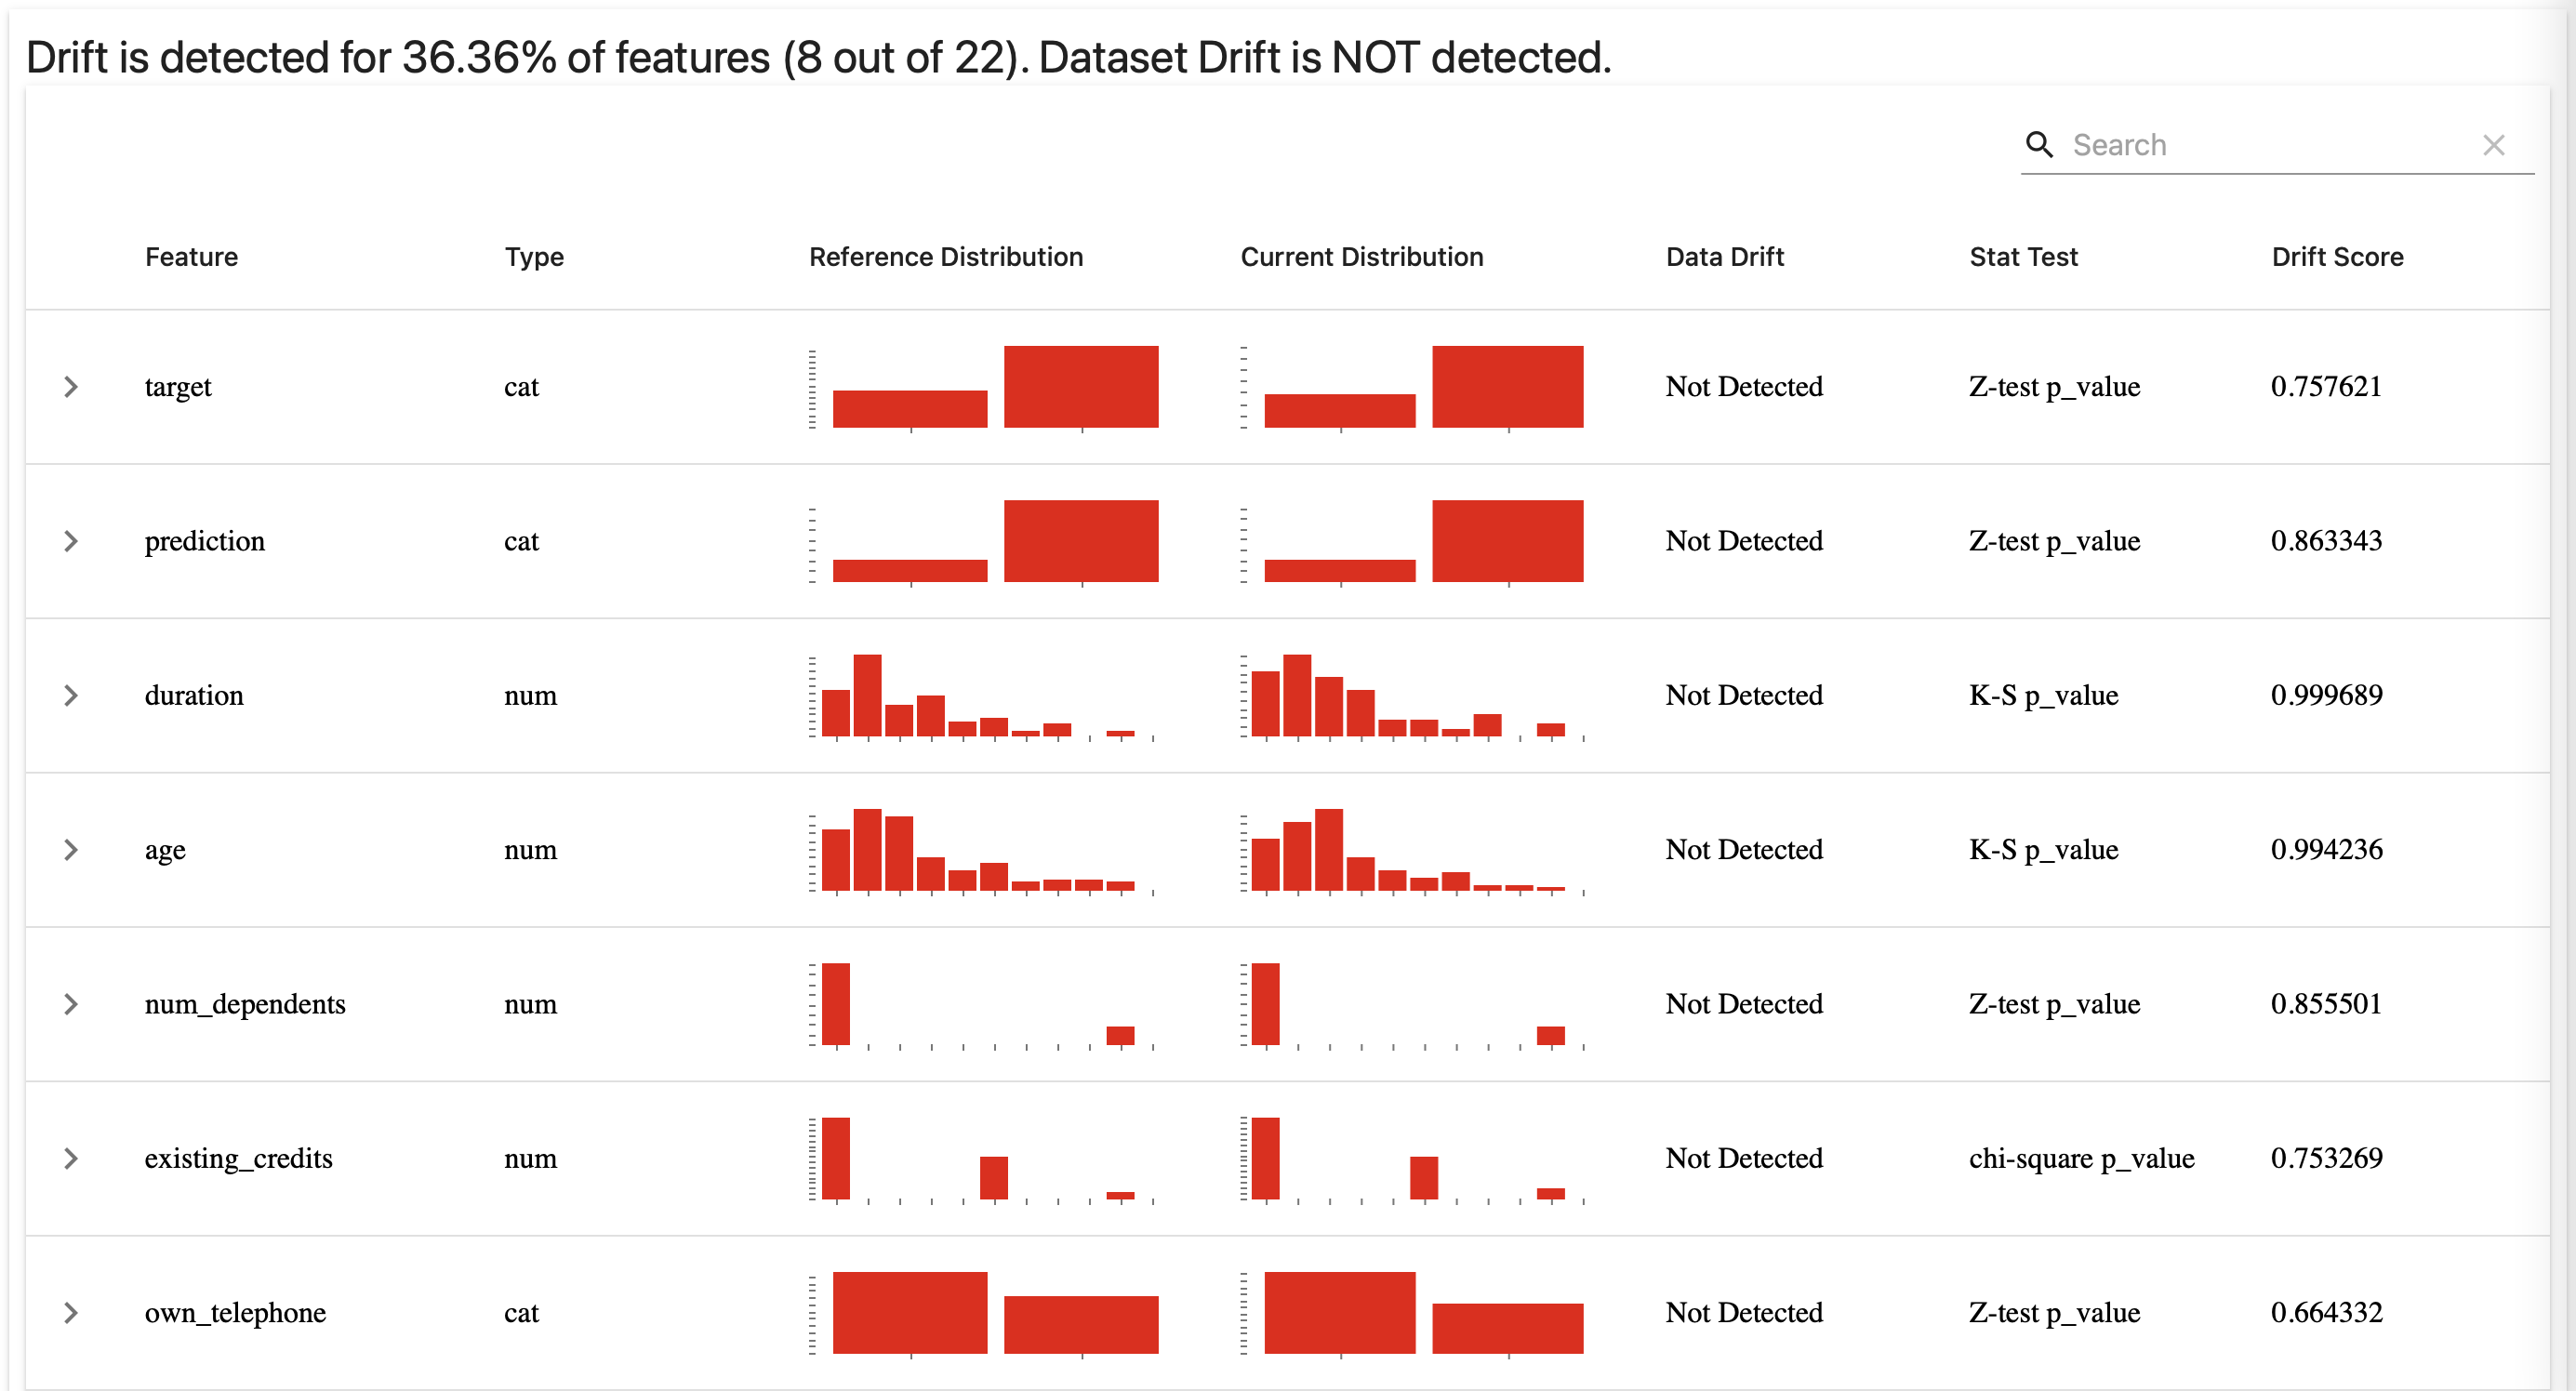 Drift is detected for 36.36% of features (8 out of 22). Dataset Drift is NOT detected.
Search
Feature Type Reference Distribution Current Distribution Data Drift Stat Test Drift Score
target cat Not Detected Z-test p_value 0.757621
prediction cat Not Detected Z-test p_value 0.863343
duration num Not Detected K-S p_value 0.999689
age num Not Detected K-S p_value 0.994236
num_dependents num Not Detected Z-test p_value 0.855501
existing_credits num Not Detected chi-square p_value 0.753269
own_telephone cat Not Detected Z-test p_value 0.664332